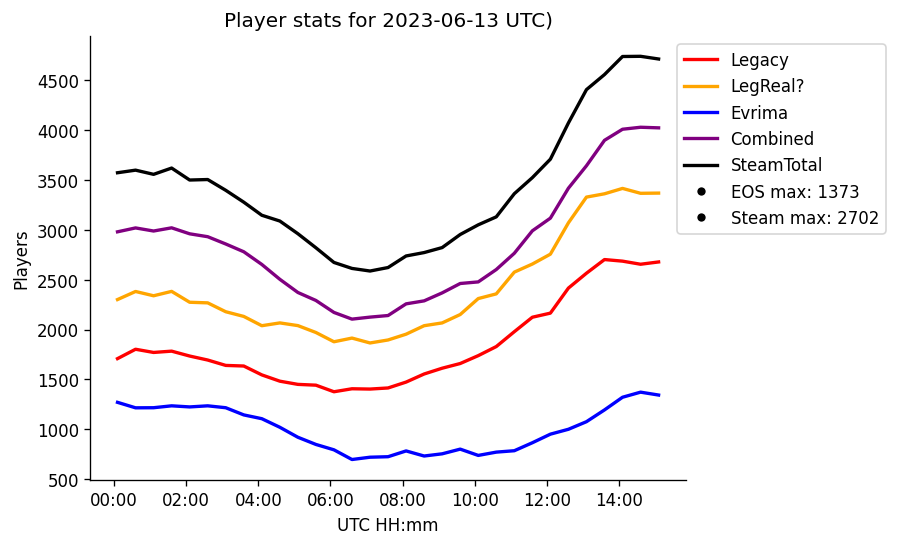 Player stats for 2023-06-13 UTC)
Legacy
LegReal?
Evrima
Combined
SteamTotal
EOS max: 1373
Steam max: 2702
Players
4500
4000
3500
3000
2500
2000
1500
1000
500
00:00 02:00 04:00 06:00 08:00 10:00 12:00 14:00
UTC HH:mm